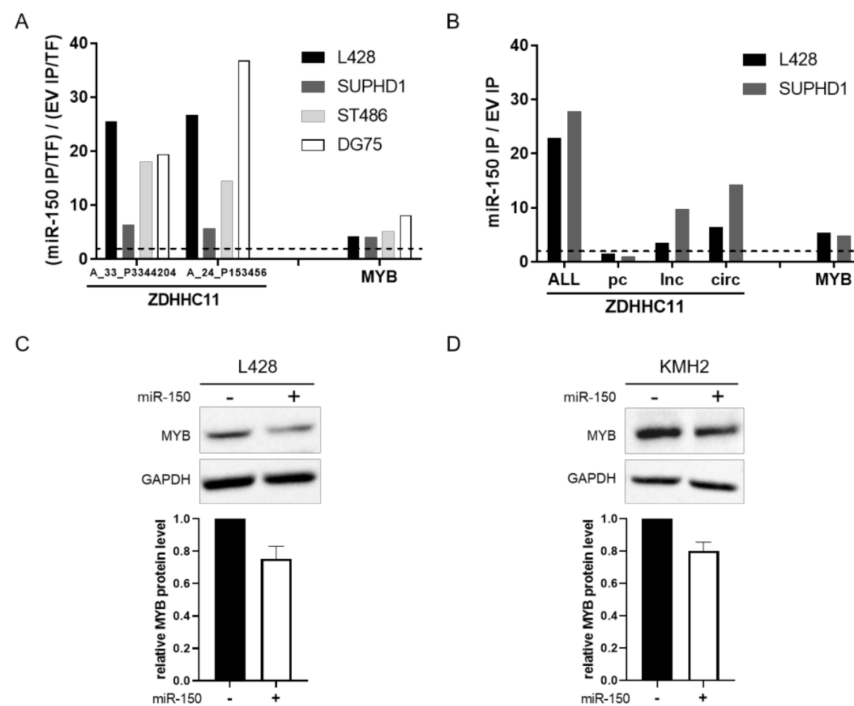 A
(miR-150 IP/TF) / (EV IP/TF)
40
30
20
10
0
L428
SUPHD1
ST486
DG75
A_33_P3344204
A_24_P153456
MYB
ZDHHC11
B
miR-150 IP / EV IP
40
30
20
10
0
L428
SUPHD1
ALL pc lnc circ MYB
ZDHHC11
C
L428
miR-150 - +
MYB
GAPDH
relative MYB protein level
1.0
0.8
0.6
0.4
0.2
0.0
miR-150 - +
D
KMH2
miR-150 - +
MYB
GAPDH
relative MYB protein level
1.0
0.8
0.6
0.4
0.2
0.0
miR-150 - +